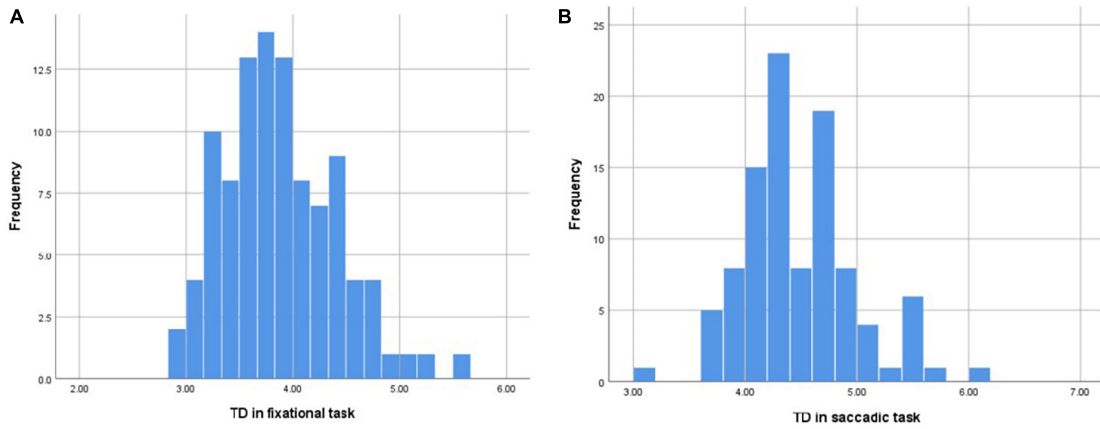 A
Frequency
12.5
10.0
7.5
5.0
2.5
0.0
2.00 3.00 4.00 5.00 6.00
TD in fixational task
B
Frequency
25
20
15
10
5
0
3.00 4.00 5.00 6.00 7.00
TD in saccadic task